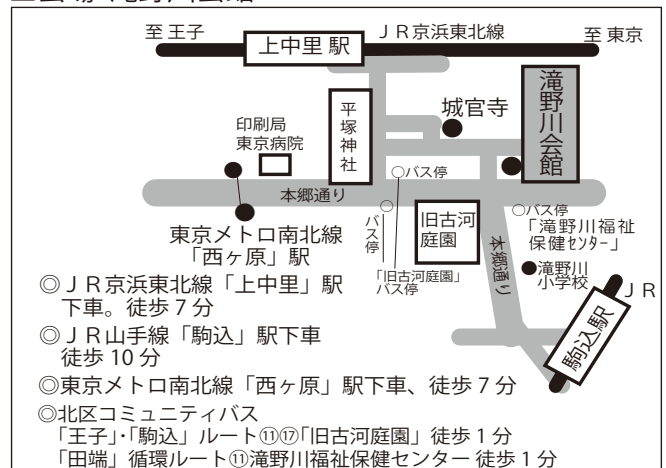 至 王子
ＪＲ京浜東北線
至 東京
上中里 駅
滝野川会館
平塚神社
城官寺
印刷局
東京病院
○バス停
本郷通り
○
バス停
旧古河
庭園
○バス停
「滝野川福祉
保健ｾﾝﾀｰ」
東京メトロ南北線
「西ヶ原」駅
「旧古河庭園」
バス停
本郷通り
滝野川
小学校
ＪＲ
駒込駅
◎ＪＲ京浜東北線「上中里」駅
下車。徒歩７分
◎ＪＲ山手線「駒込」駅下車
徒歩 10 分
◎東京メトロ南北線「西ヶ原」駅下車、徒歩７分
◎北区コミュニティバス
「王子」・「駒込」ルート⑪⑰「旧古河庭園」徒歩１分
「田端」循環ルート⑪滝野川福祉保健センター 徒歩１分